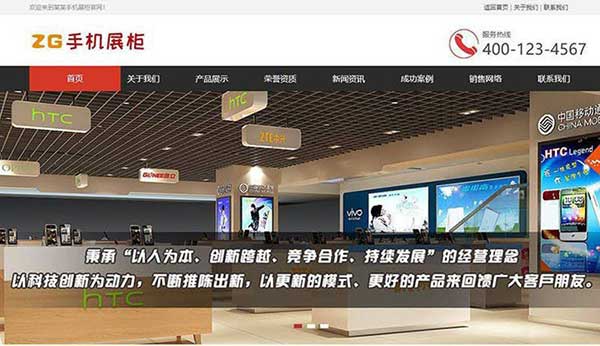 欢迎来到某某手机展柜官网!
返回首页 | 关于我们 | 联系我们
ZG 手机展柜
服务热线
400-123-4567
首页 关于我们 产品展示 荣誉资质 新闻资讯 成功案例 销售网络 联系我们
hTC
hTC
ZTE中兴
GiONEE金立
中国移动通
CHINA MOB
HTC Legend
vivo
hTC
秉承“以人为本、创新跨越、竞争合作、持续发展”的经营理念
以科技创新为动力，不断推陈出新，以更新的模式、更好的产品来回馈广大客户朋友。